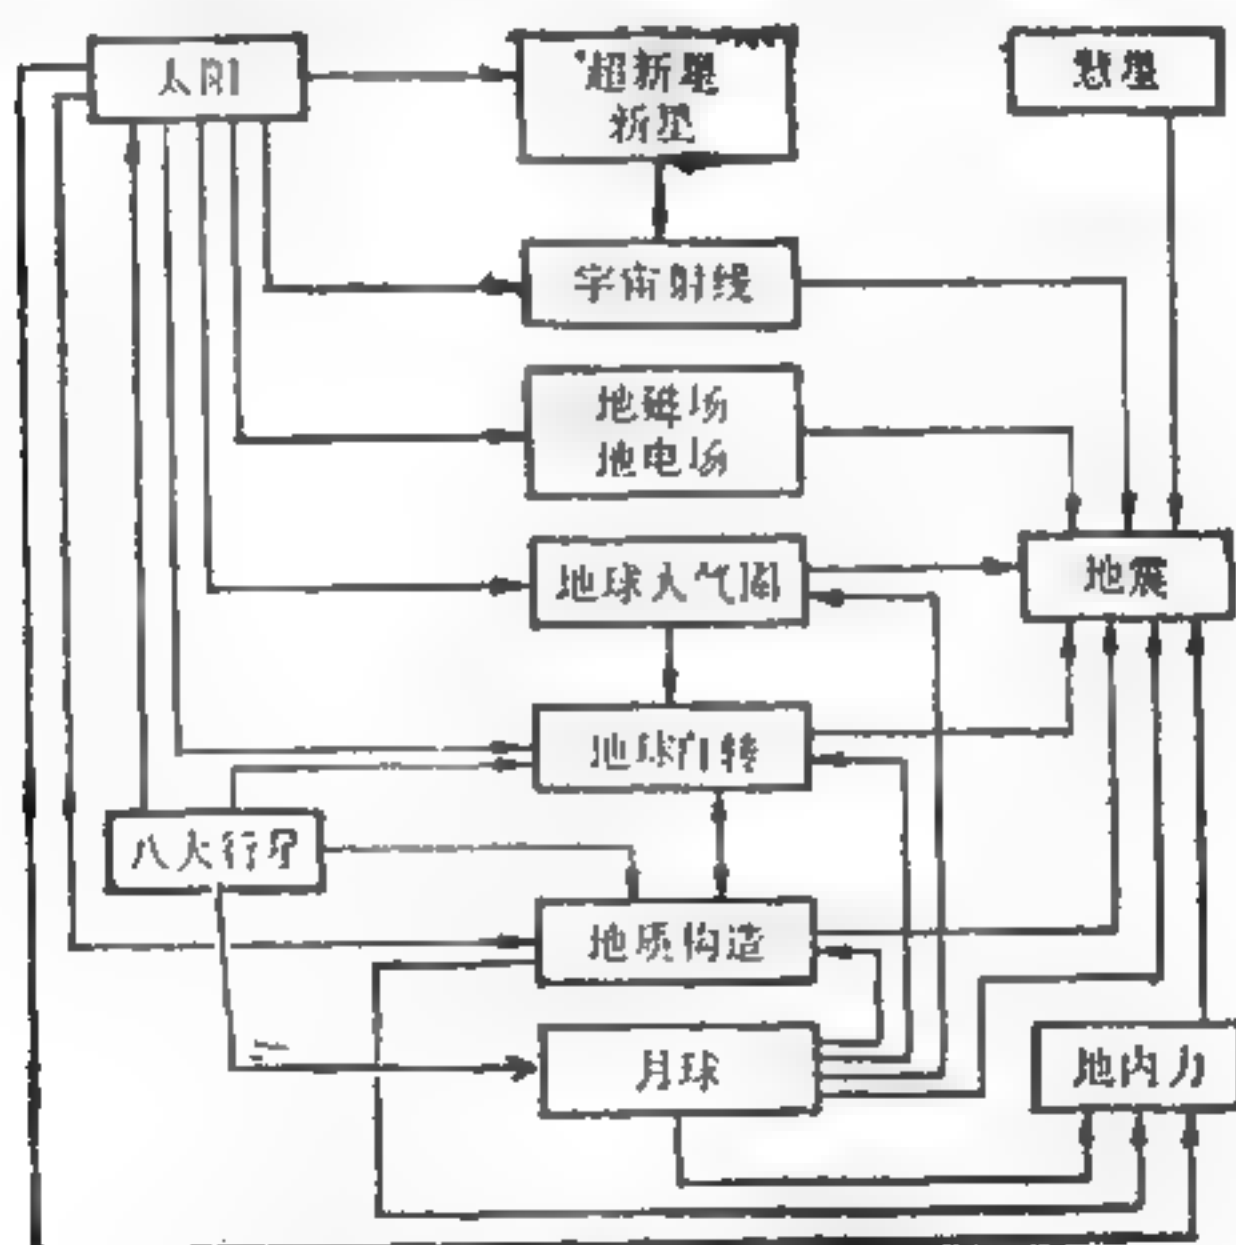 太阳
超新星
新星
彗星
宇宙射线
地磁场
地电场
地球大气圈
地震
地球自转
八大行星
地质构造
月球
地内力